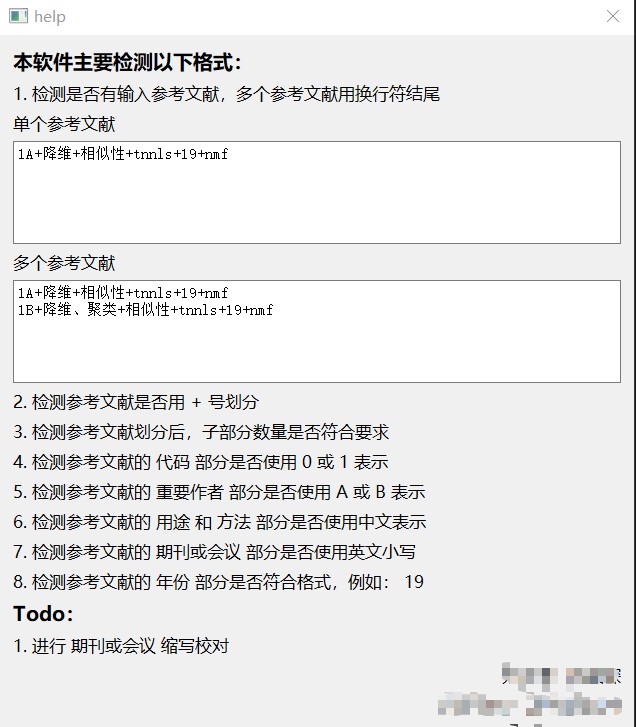 help
本软件主要检测以下格式：
1. 检测是否有输入参考文献，多个参考文献用换行符结尾
单个参考文献
1A+降维+相似性+tnnls+19+nmf
多个参考文献
1A+降维+相似性+tnnls+19+nmf
1B+降维、聚类+相似性+tnnls+19+nmf
2. 检测参考文献是否用 + 号划分
3. 检测参考文献划分后，子部分数量是否符合要求
4. 检测参考文献的 代码 部分是否使用 0 或 1 表示
5. 检测参考文献的 重要作者 部分是否使用 A 或 B 表示
6. 检测参考文献的 用途 和 方法 部分是否使用中文表示
7. 检测参考文献的 期刊或会议 部分是否使用英文小写
8. 检测参考文献的 年份 部分是否符合格式，例如： 19
Todo：
1. 进行 期刊或会议 缩写校对